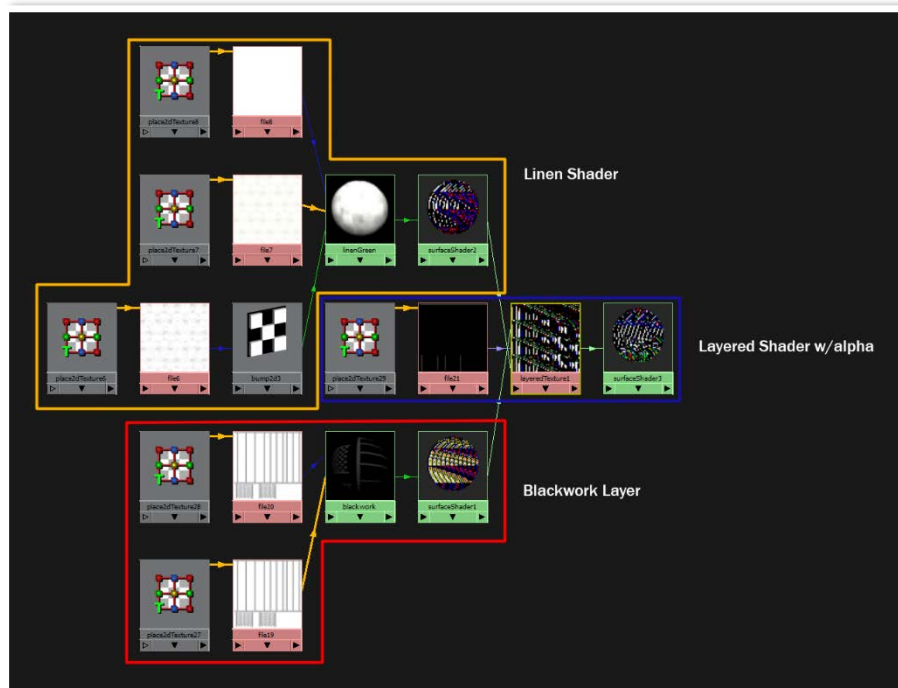 place2dTexture8
file8
Linen Shader
place2dTexture7
file7
linenGreen
surfaceShader2
place2dTexture6
file6
bump2d3
place2dTexture29
file21
layeredTexture1
surfaceShader3
Layered Shader w/alpha
place2dTexture28
file20
blackwork
surfaceShader1
Blackwork Layer
place2dTexture27
file19